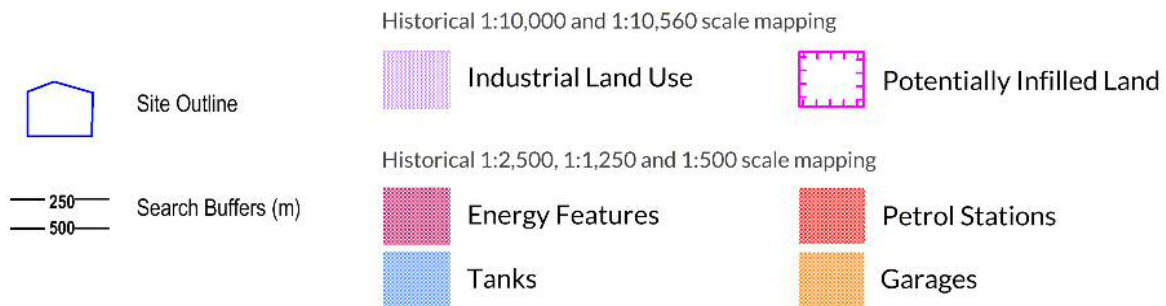 Historical 1:10,000 and 1:10,560 scale mapping
Site Outline
Industrial Land Use
Potentially Infilled Land
Historical 1:2,500, 1:1,250 and 1:500 scale mapping
250
500
Search Buffers (m)
Energy Features
Petrol Stations
Tanks
Garages